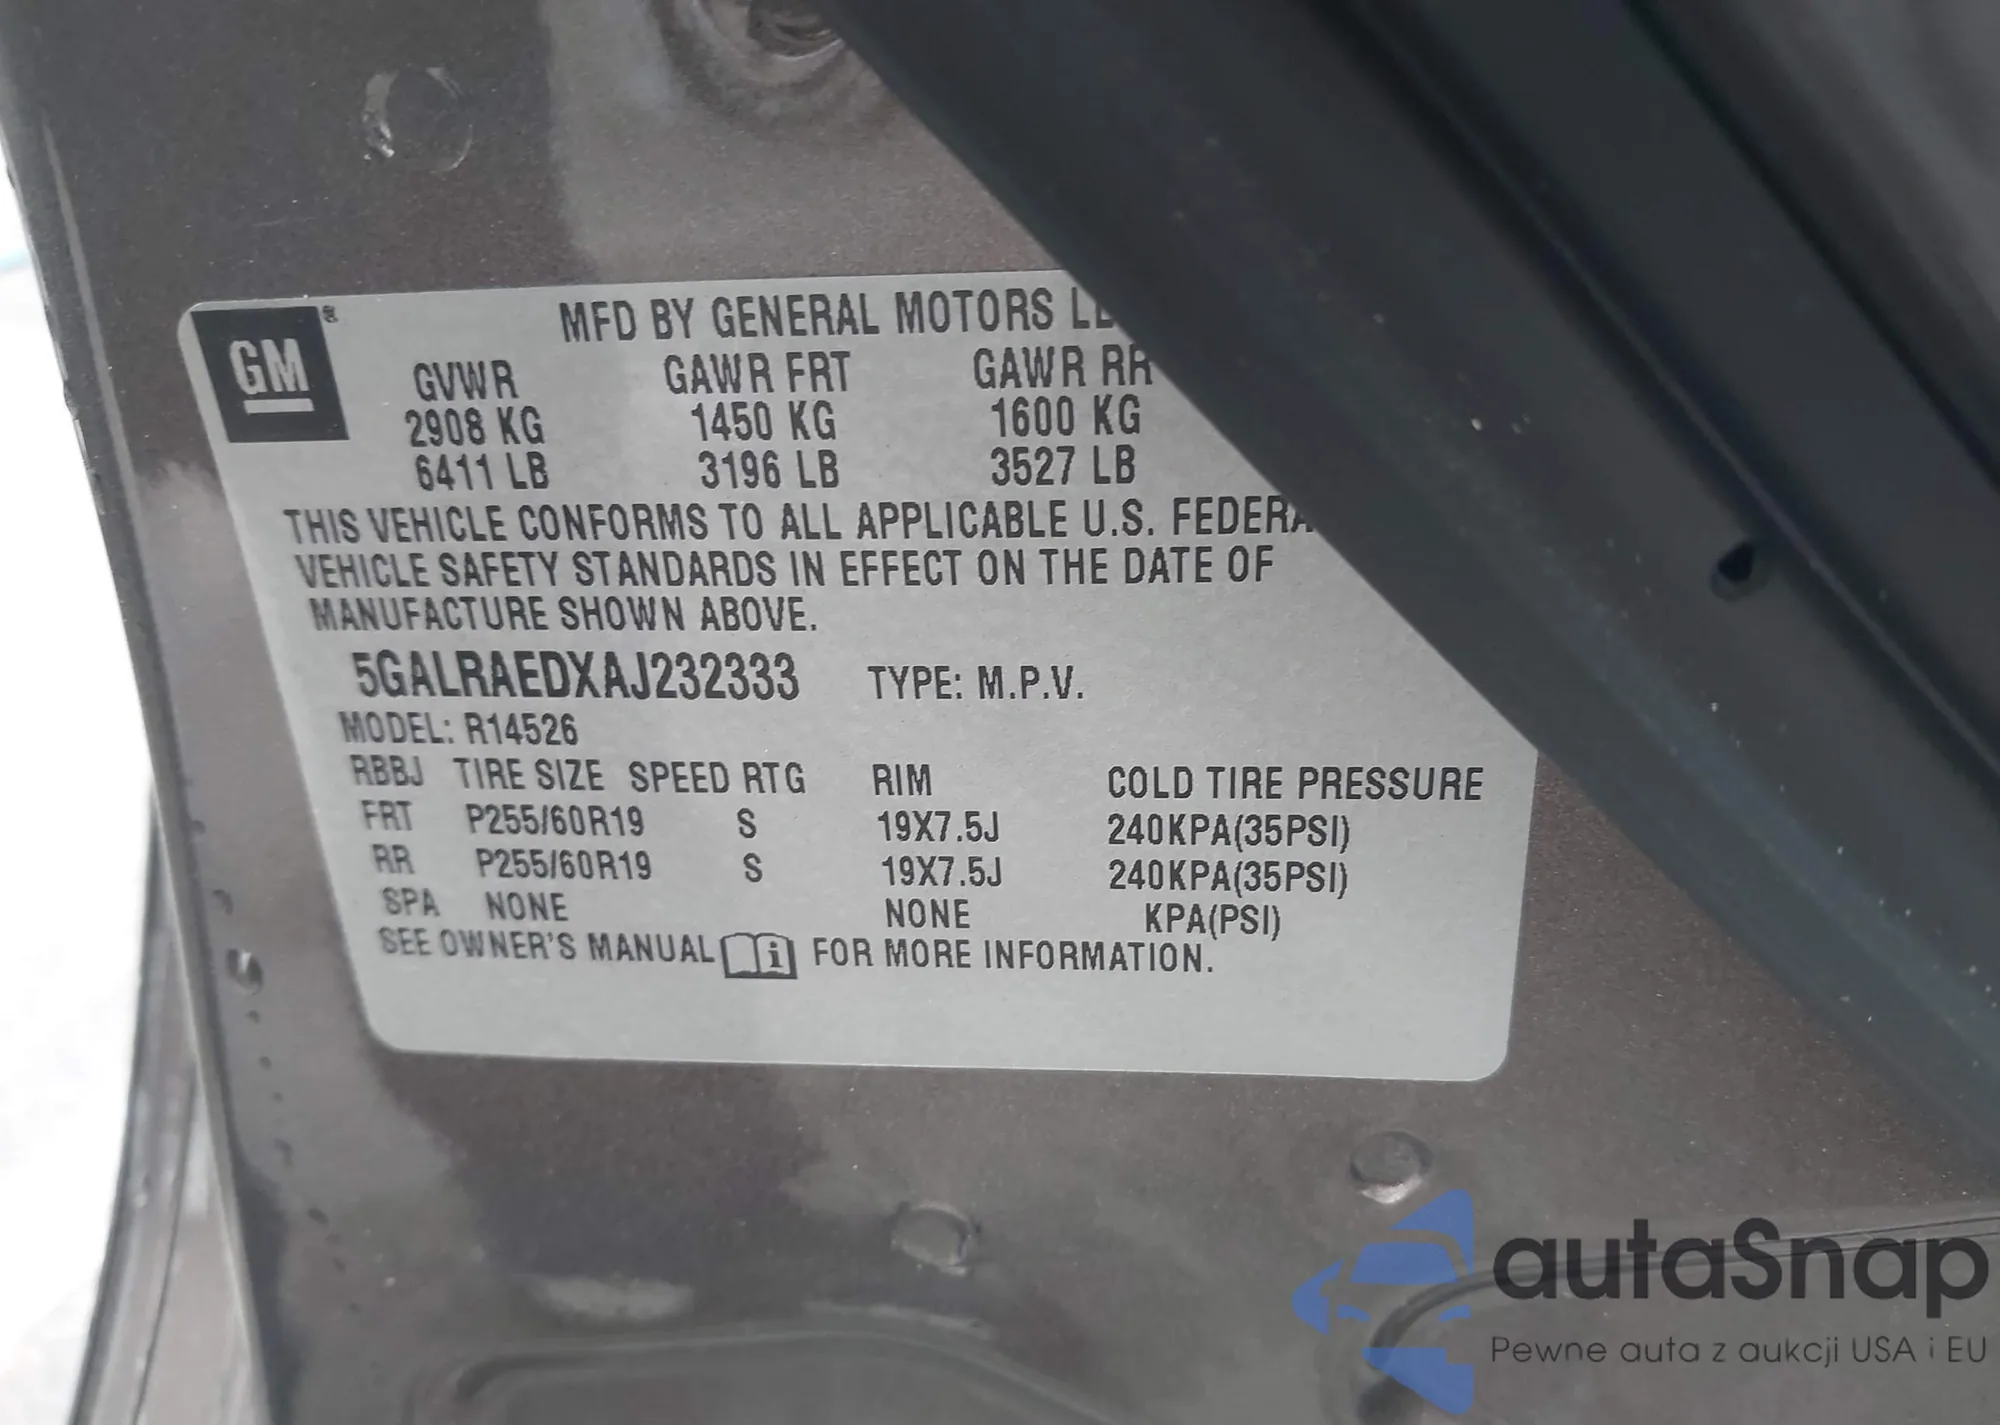 GM®
MFD BY GENERAL MOTORS
GVWR GAWR FRT GAWR RR
2908 KG 1450 KG 1600 KG
6411 LB 3196 LB 3527 LB
THIS VEHICLE CONFORMS TO ALL APPLICABLE U.S. FEDERA
VEHICLE SAFETY STANDARDS IN EFFECT ON THE DATE OF
MANUFACTURE SHOWN ABOVE.
5GALRAEDXAJ232333 TYPE: M.P.V.
MODEL: R14526
RBBJ TIRE SIZE SPEED RTG RIM COLD TIRE PRESSURE
FRT P255/60R19 S 19X7.5J 240KPA(35PSI)
RR P255/60R19 S 19X7.5J 240KPA(35PSI)
SPA NONE NONE KPA(PSI)
SEE OWNER'S MANUAL i FOR MORE INFORMATION.
autaSnap
Pewne auta z aukcji USA i EU